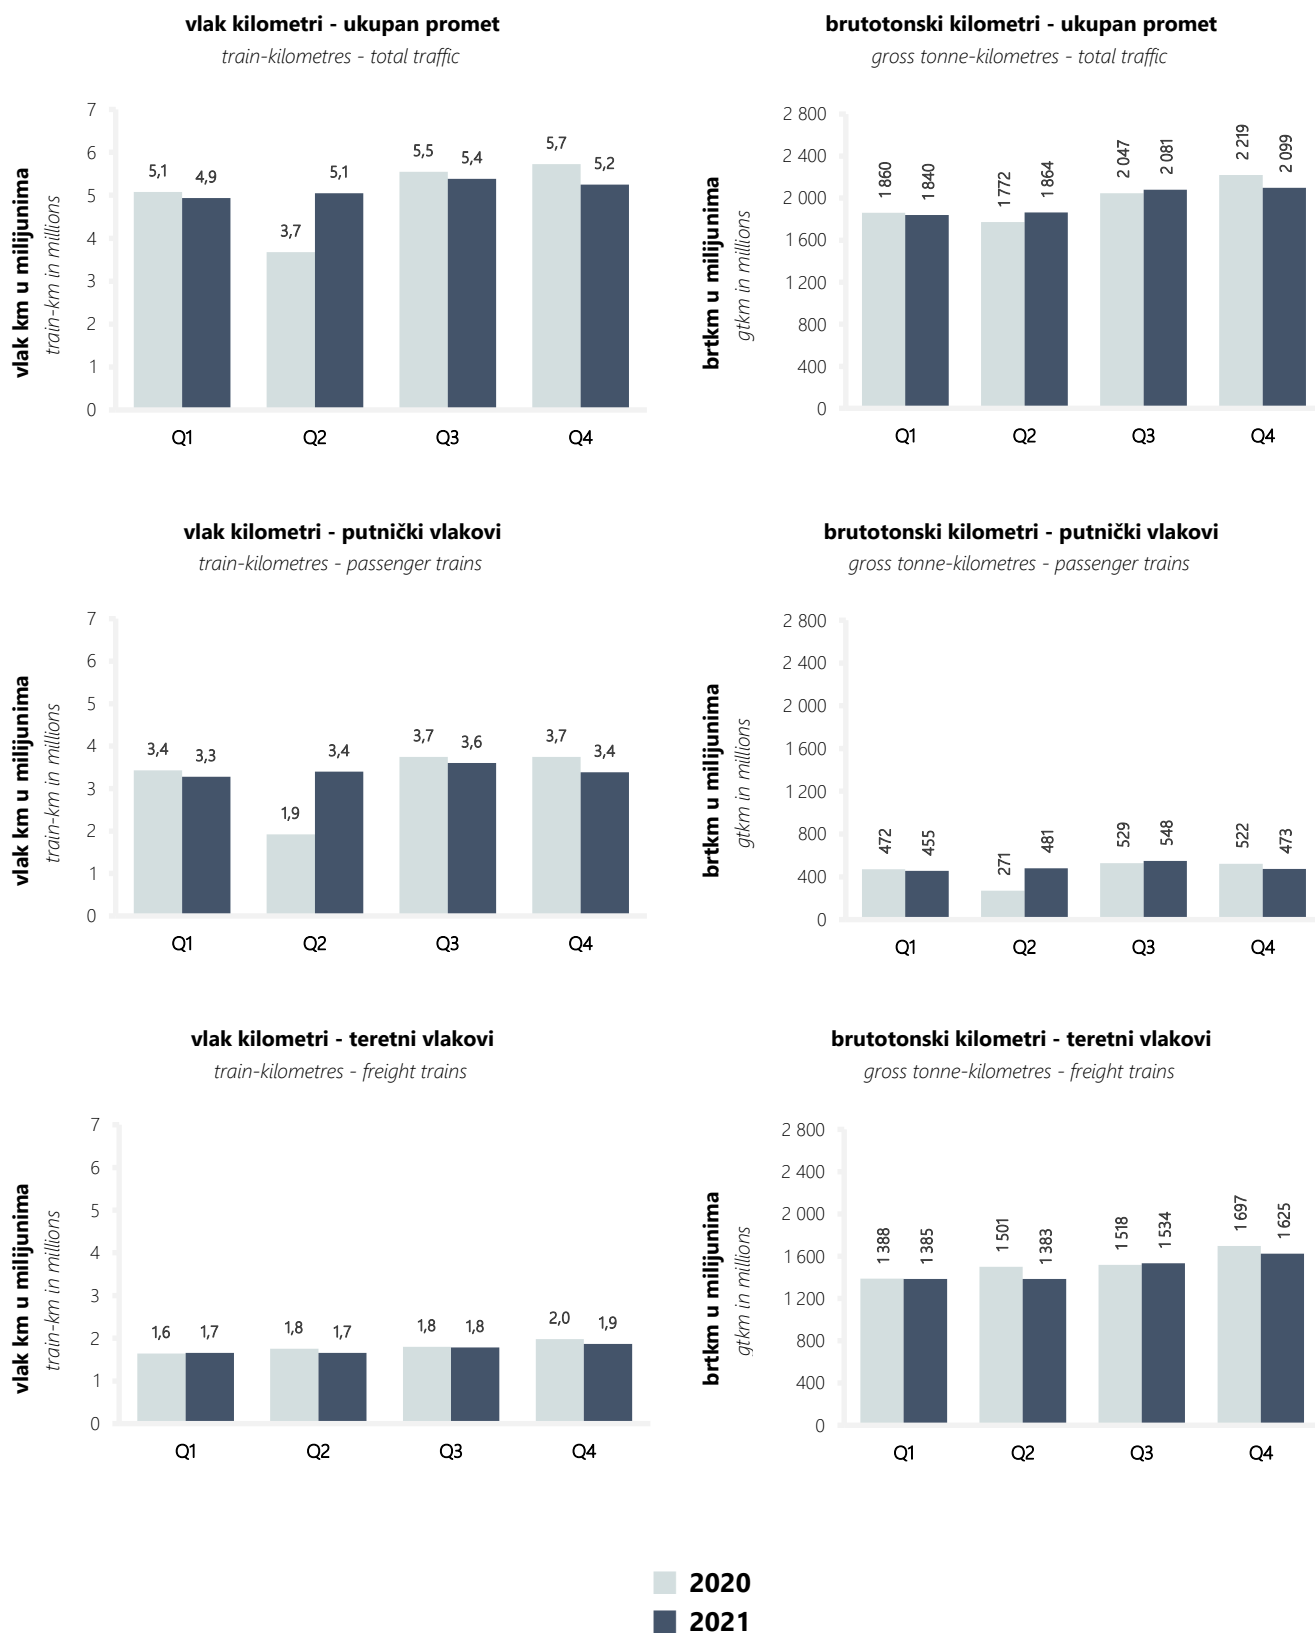 vlak kilometri - ukupan promet
train-kilometres - total traffic
vlak km u milijunima
train-km in millions
7
6
5
4
3
2
1
0
5,1
4,9
3,7
5,1
5,5
5,4
5,7
5,2
Q1
Q2
Q3
Q4
brutotonski kilometri - ukupan promet
gross tonne-kilometres - total traffic
brtkm u milijunima
gtkm in millions
2 800
2 400
2 000
1 600
1 200
800
400
0
1 860
1 840
1 772
1 864
2 047
2 081
2 219
2 099
Q1
Q2
Q3
Q4
vlak kilometri - putnički vlakovi
train-kilometres - passenger trains
vlak km u milijunima
train-km in millions
7
6
5
4
3
2
1
0
3,4
3,3
1,9
3,4
3,7
3,6
3,7
3,4
Q1
Q2
Q3
Q4
brutotonski kilometri - putnički vlakovi
gross tonne-kilometres - passenger trains
brtkm u milijunima
gtkm in millions
2 800
2 400
2 000
1 600
1 200
800
400
0
472
455
271
481
529
548
522
473
Q1
Q2
Q3
Q4
vlak kilometri - teretni vlakovi
train-kilometres - freight trains
vlak km u milijunima
train-km in millions
7
6
5
4
3
2
1
0
1,6
1,7
1,8
1,7
1,8
1,8
2,0
1,9
Q1
Q2
Q3
Q4
brutotonski kilometri - teretni vlakovi
gross tonne-kilometres - freight trains
brtkm u milijunima
gtkm in millions
2 800
2 400
2 000
1 600
1 200
800
400
0
1 388
1 385
1 501
1 383
1 518
1 534
1 697
1 625
Q1
Q2
Q3
Q4
2020
2021